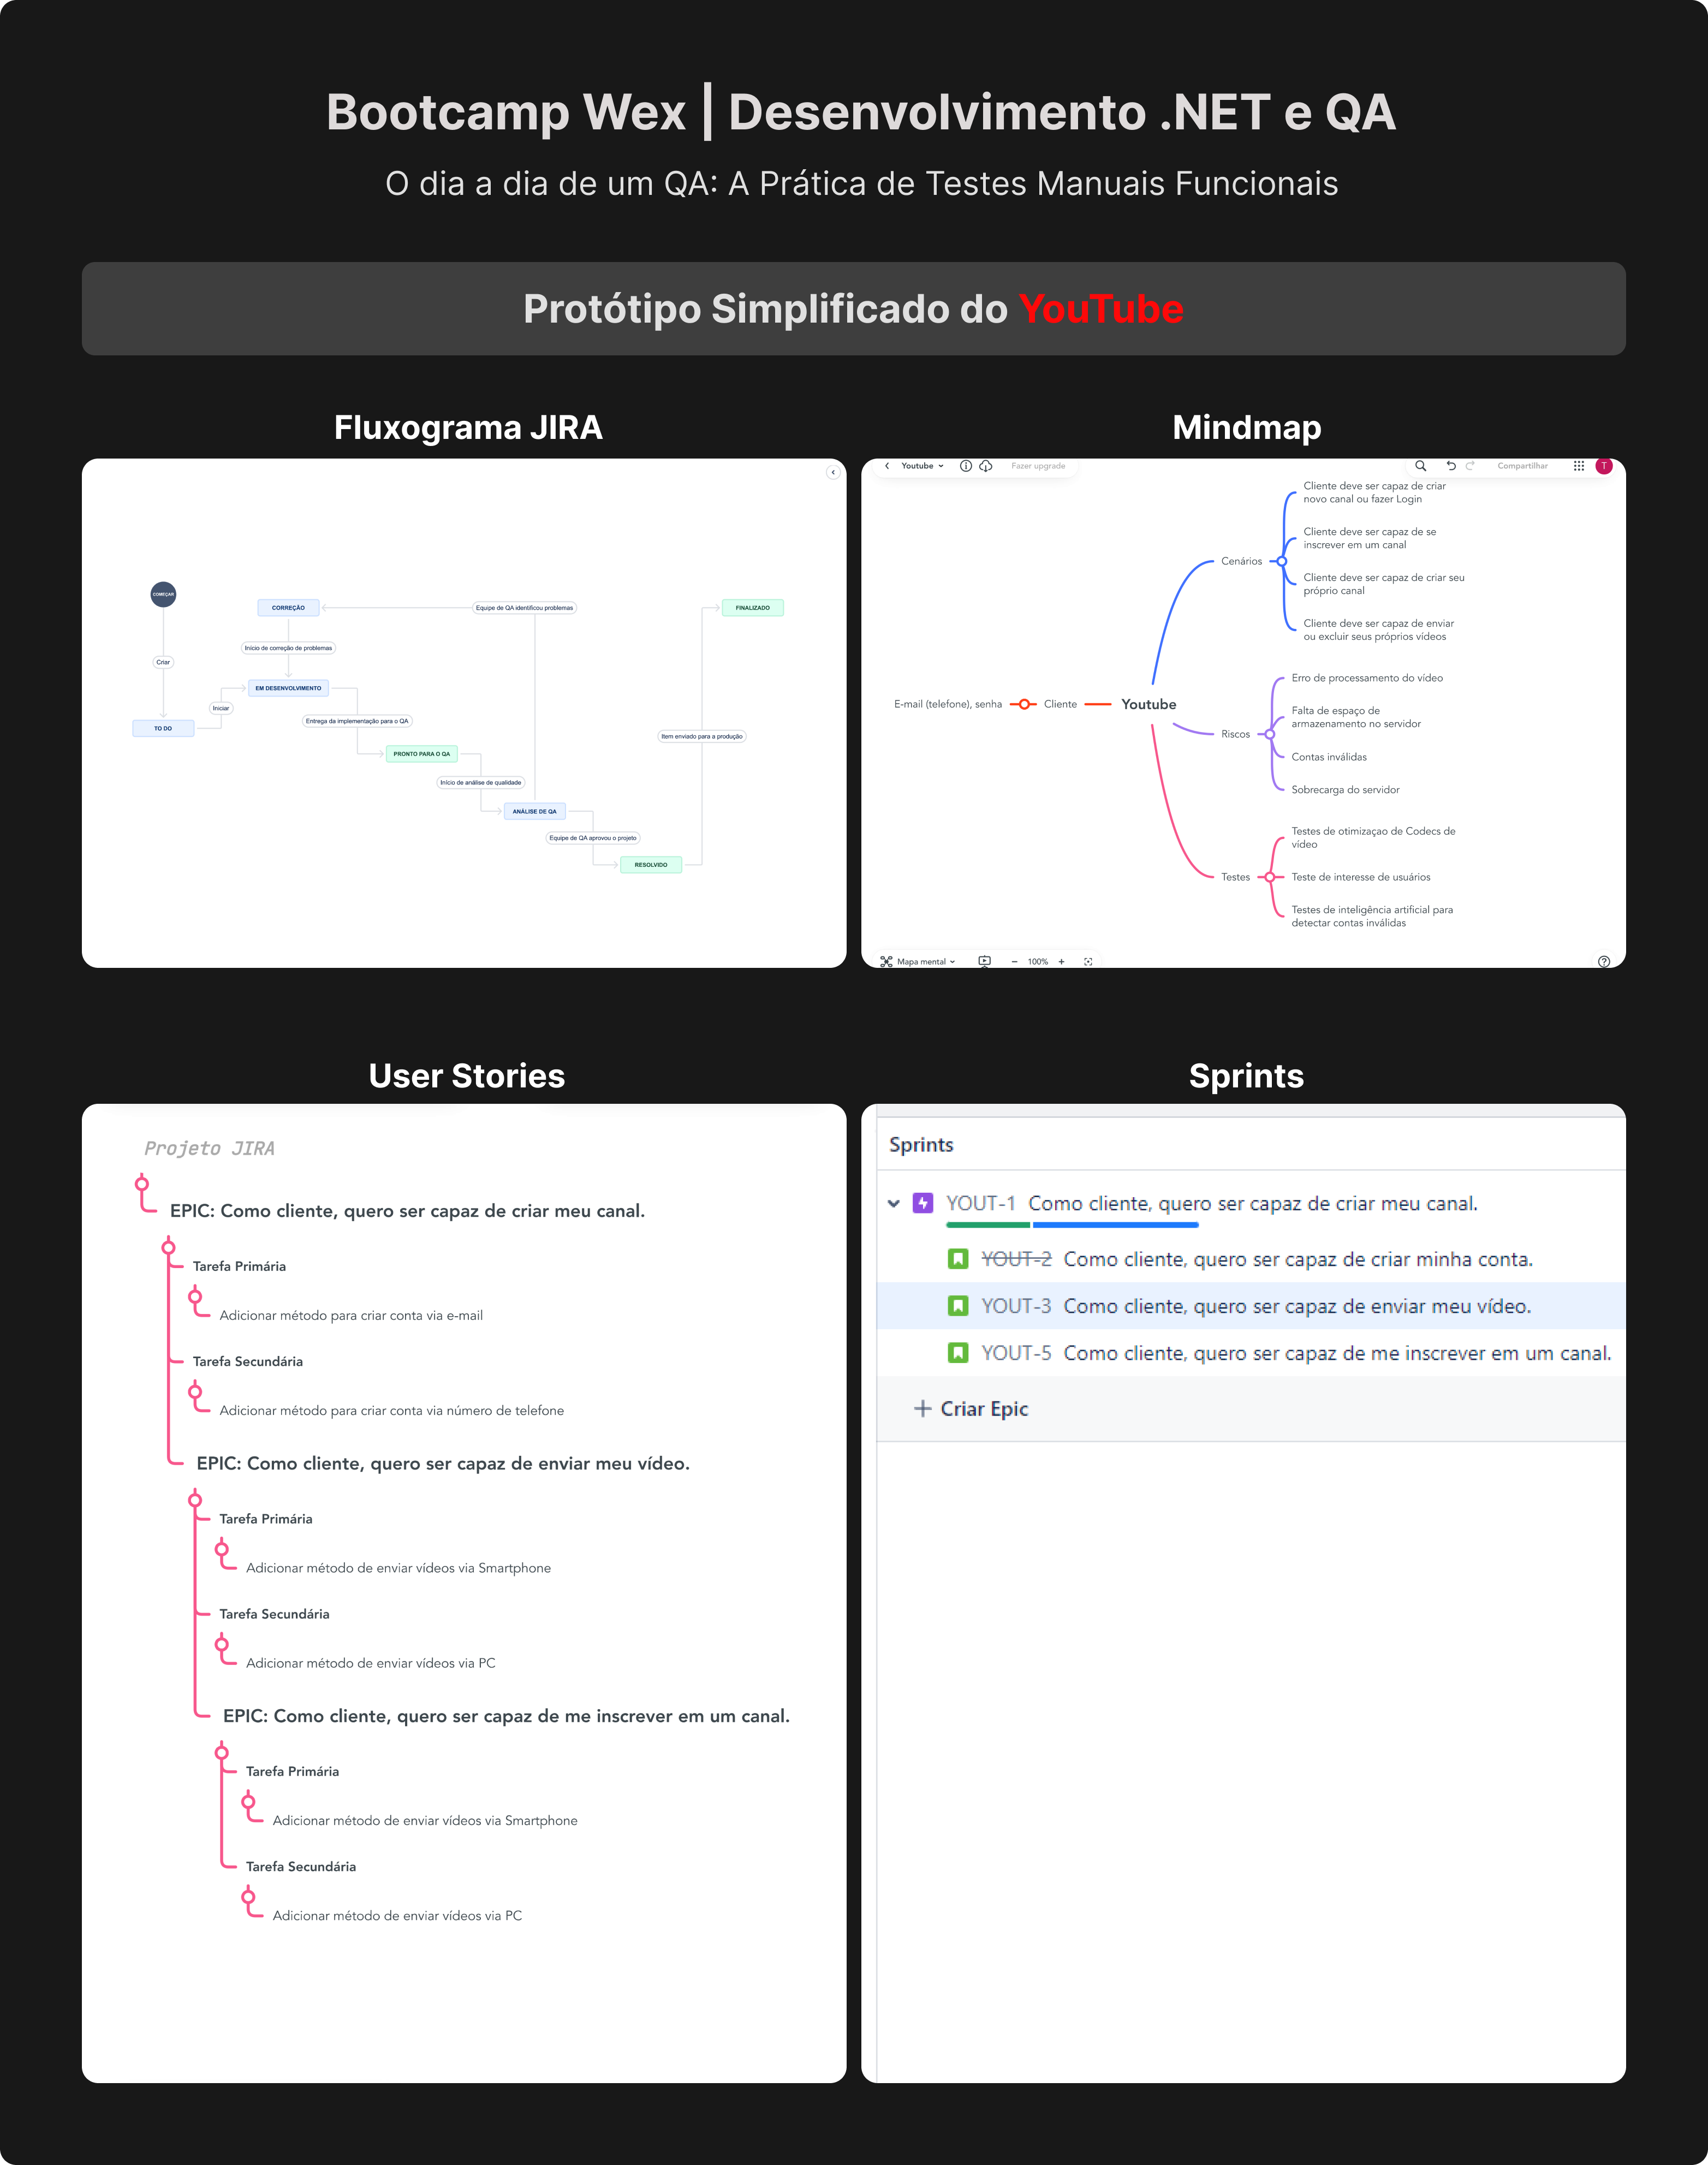 Bootcamp Wex | Desenvolvimento .NET e QA
O dia a dia de um QA: A Prática de Testes Manuais Funcionais
Protótipo Simplificado do YouTube
Fluxograma JIRA
COMEÇAR
CORREÇÃO
Equipe de QA identificou problemas
FINALIZADO
Início de correção de problemas
Criar
EM DESENVOLVIMENTO
Iniciar
Entrega da implementação para o QA
TO DO
Item enviado para a produção
PRONTO PARA O QA
Início de análise de qualidade
ANÁLISE DE QA
Equipe de QA aprovou o projeto
RESOLVIDO
Mindmap
Youtube
Fazer upgrade
Compartilhar
T
Cliente deve ser capaz de criar
novo canal ou fazer Login
Cliente deve ser capaz de se
inscrever em um canal
Cenários
Cliente deve ser capaz de criar seu
próprio canal
Cliente deve ser capaz de enviar
ou excluir seus próprios vídeos
E-mail (telefone), senha
Cliente
Youtube
Erro de processamento do vídeo
Falta de espaço de
armazenamento no servidor
Riscos
Contas inválidas
Sobrecarga do servidor
Testes de otimizaçao de Codecs de
vídeo
Testes
Teste de interesse de usuários
Testes de inteligência artificial para
detectar contas inválidas
Mapa mental
100%
User Stories
Projeto JIRA
EPIC: Como cliente, quero ser capaz de criar meu canal.
Tarefa Primária
Adicionar método para criar conta via e-mail
Tarefa Secundária
Adicionar método para criar conta via número de telefone
EPIC: Como cliente, quero ser capaz de enviar meu vídeo.
Tarefa Primária
Adicionar método de enviar vídeos via Smartphone
Tarefa Secundária
Adicionar método de enviar vídeos via PC
EPIC: Como cliente, quero ser capaz de me inscrever em um canal.
Tarefa Primária
Adicionar método de enviar vídeos via Smartphone
Tarefa Secundária
Adicionar método de enviar vídeos via PC
Sprints
Sprints
YOUT-1 Como cliente, quero ser capaz de criar meu canal.
YOUT-2 Como cliente, quero ser capaz de criar minha conta.
YOUT-3 Como cliente, quero ser capaz de enviar meu vídeo.
YOUT-5 Como cliente, quero ser capaz de me inscrever em um canal.
+ Criar Epic